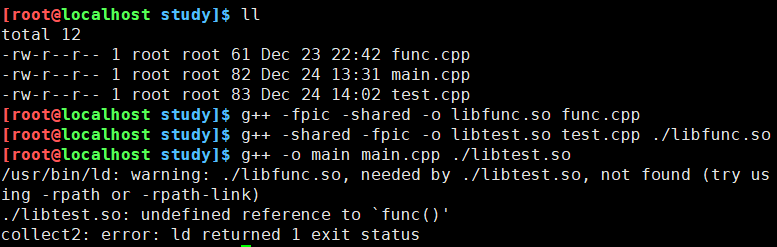 [root@localhost study]$ ll
total 12
-rw-r--r-- 1 root root 61 Dec 23 22:42 func.cpp
-rw-r--r-- 1 root root 82 Dec 24 13:31 main.cpp
-rw-r--r-- 1 root root 83 Dec 24 14:02 test.cpp
[root@localhost study]$ g++ -fpic -shared -o libfunc.so func.cpp
[root@localhost study]$ g++ -shared -fpic -o libtest.so test.cpp ./libfunc.so
[root@localhost study]$ g++ -o main main.cpp ./libtest.so
/usr/bin/ld: warning: ./libfunc.so, needed by ./libtest.so, not found (try us
ing -rpath or -rpath-link)
./libtest.so: undefined reference to `func()'
collect2: error: ld returned 1 exit status